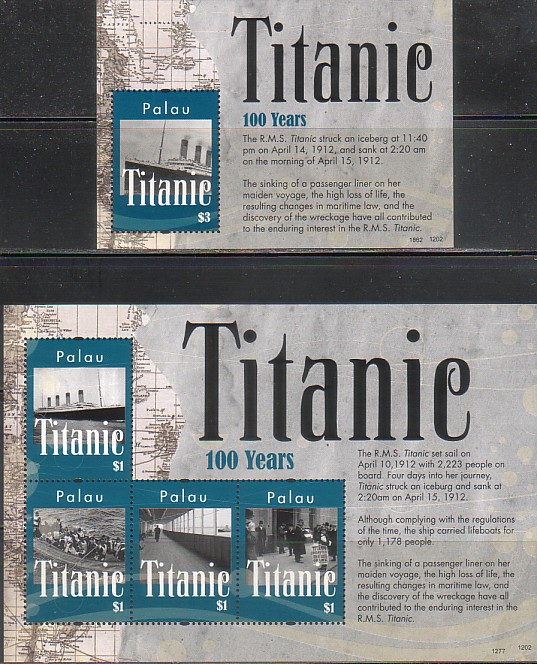 Titanic
100 Years
Palau
Titanic
$3
The R.M.S. Titanic struck an iceberg at 11:40
pm on April 14, 1912, and sank at 2:20 am
on the morning of April 15, 1912.
The sinking of a passenger liner on her
maiden voyage, the high loss of life, the
resulting changes in maritime law, and the
discovery of the wreckage have all contributed
to the enduring interest in the R.M.S. Titanic.
1862 1202
Titanic
100 Years
Palau
Titanic
$1
Titanic
$1
Palau
Titanic
$1
Titanic
$1
The R.M.S. Titanic set sail on
April 10,1912 with 2,223 people on
board. Four days into her journey,
Titanic struck an iceburg and sank at
2:20am on April 15, 1912.
Although complying with the regulations
of the time, the ship carried lifeboats for
only 1,178 people.
The sinking of a passenger liner on her
maiden voyage, the high loss of life, the
resulting changes in maritime law, and
the discovery of the wreckage have all
contributed to the enduring interest in the
R.M.S. Titanic.
1277 1202